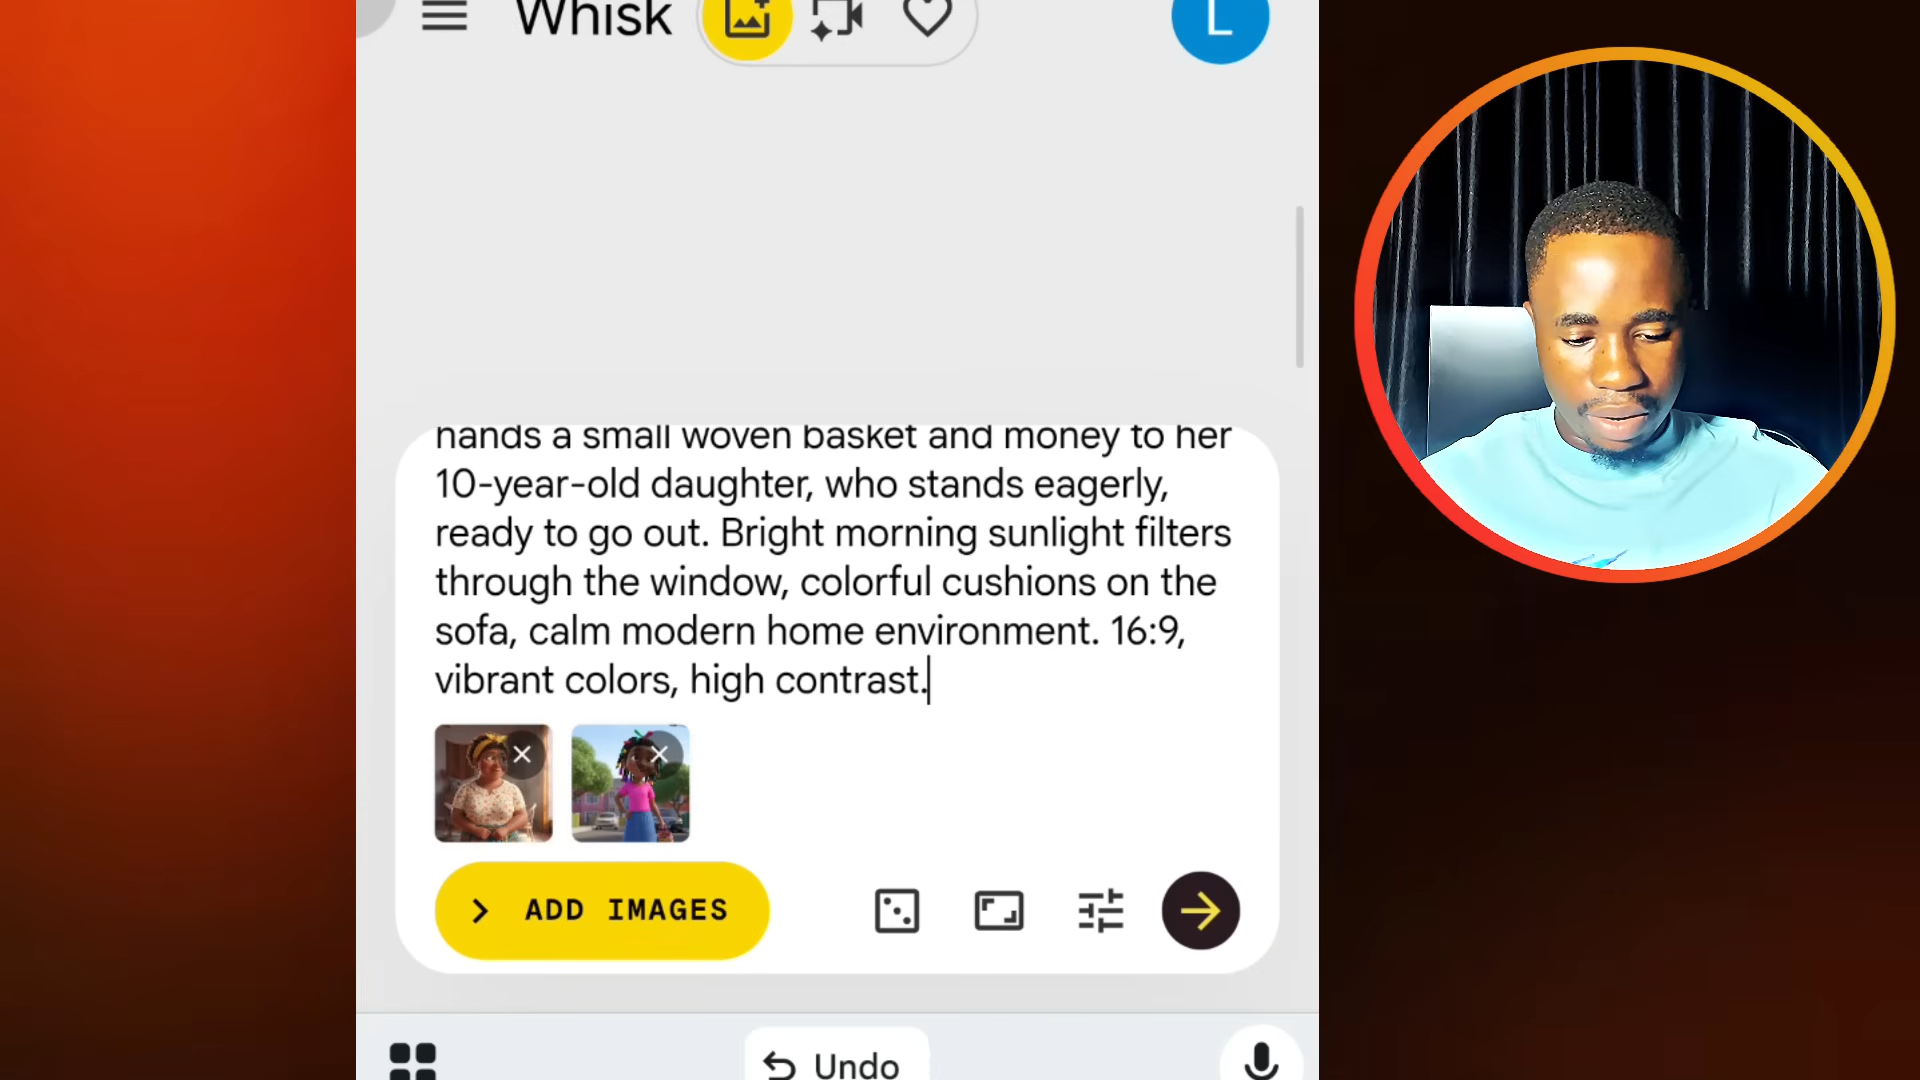 Whisk
L
hands a small woven basket and money to her
10-year-old daughter, who stands eagerly,
ready to go out. Bright morning sunlight filters
through the window, colorful cushions on the
sofa, calm modern home environment. 16:9,
vibrant colors, high contrast.
ADD IMAGES
Undo